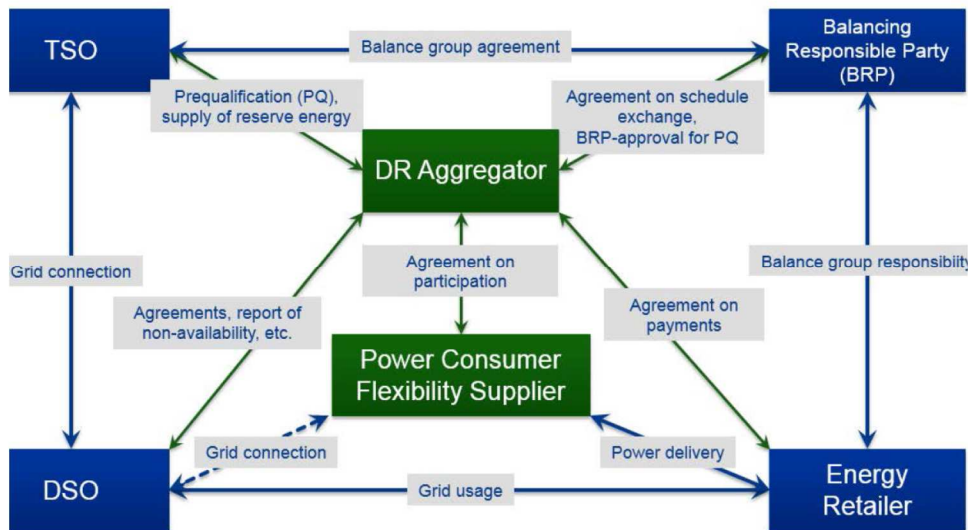 TSO
Balance group agreement
Balancing
Responsible Party
(BRP)
Prequalification (PQ),
supply of reserve energy
Agreement on schedule
exchange,
BRP-approval for PQ
DR Aggregator
Grid connection
Agreement on
participation
Balance group responsibiity
Agreements, report of
non-availability, etc.
Agreement on
payments
Power Consumer
Flexibility Supplier
Grid connection
Power delivery
DSO
Grid usage
Energy
Retailer